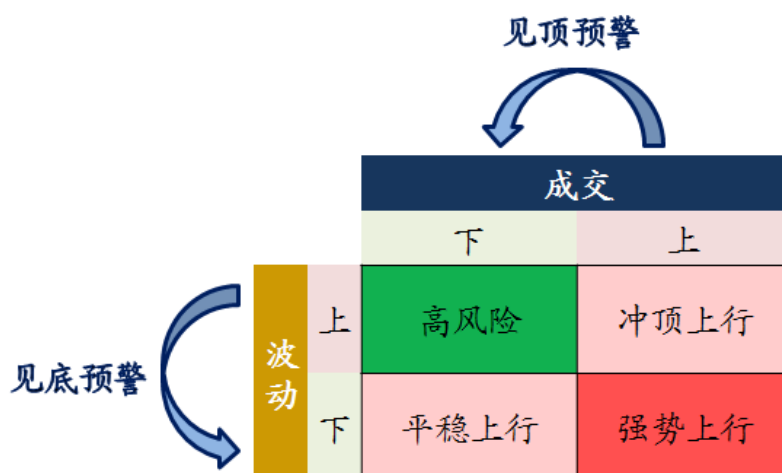 见顶预警
成交
下 上
上 高风险 冲顶上行
波动
见底预警
下 平稳上行 强势上行